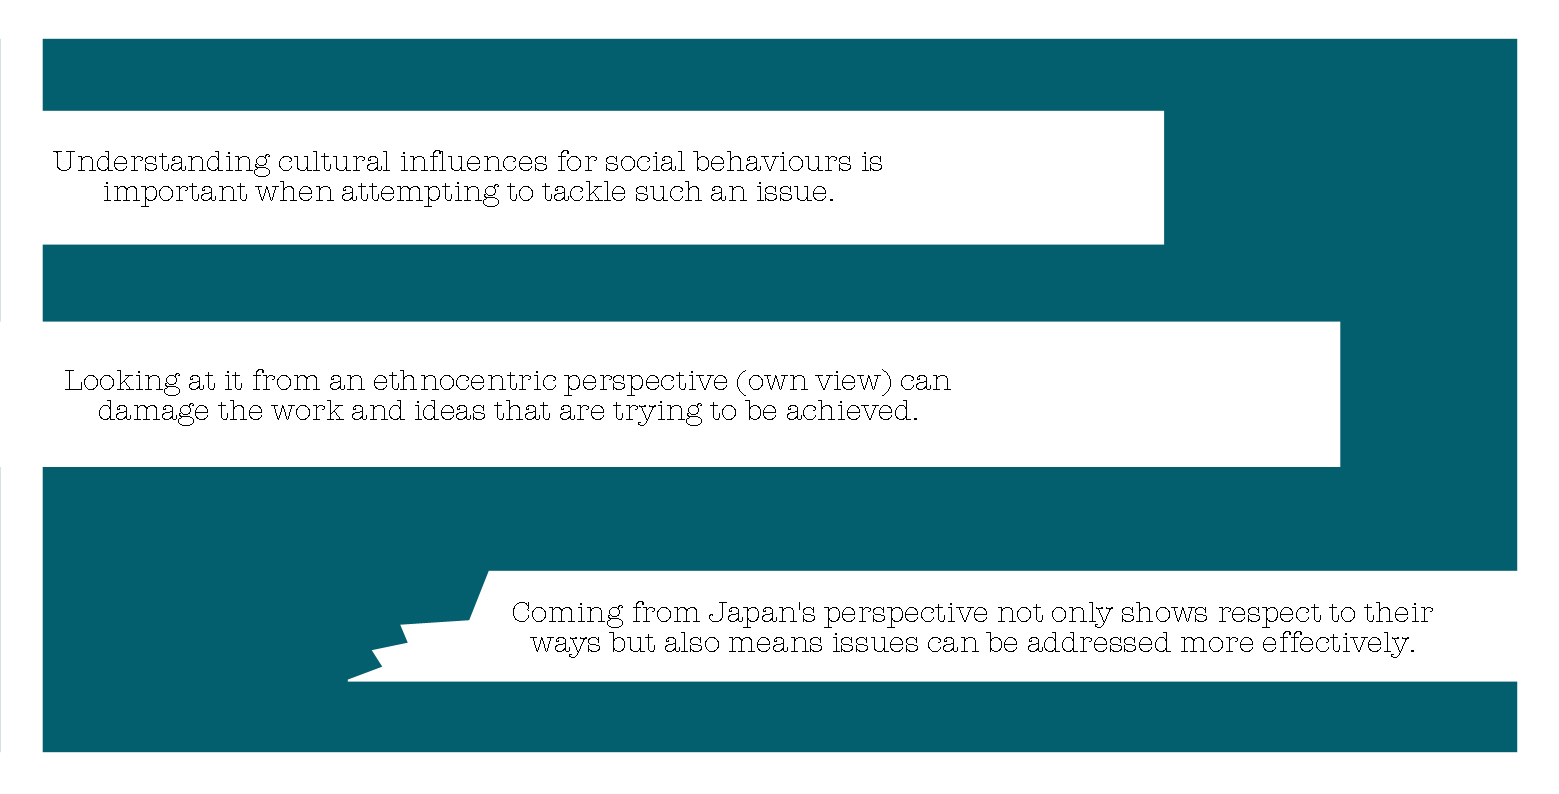 Understanding cultural influences for social behaviours is
important when attempting to tackle such an issue.
Looking at it from an ethnocentric perspective (own view) can
damage the work and ideas that are trying to be achieved.
Coming from Japan's perspective not only shows respect to their
ways but also means issues can be addressed more effectively.